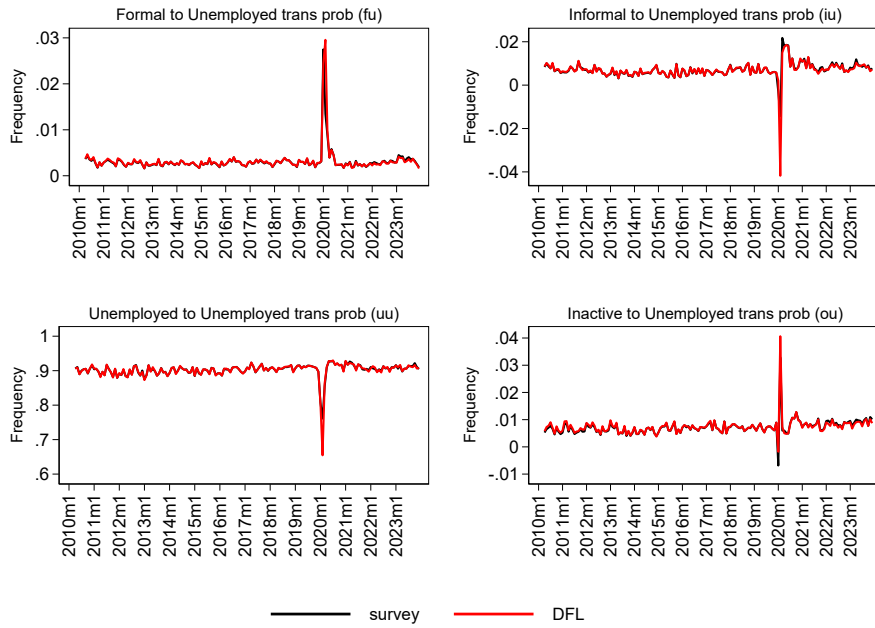 Formal to Unemployed trans prob (fu)
Frequency
.03
.02
.01
0
2010m1
2011m1
2012m1
2013m1
2014m1
2015m1
2016m1
2017m1
2018m1
2019m1
2020m1
2021m1
2022m1
2023m1
Informal to Unemployed trans prob (iu)
Frequency
.02
0
-.02
-.04
2010m1
2011m1
2012m1
2013m1
2014m1
2015m1
2016m1
2017m1
2018m1
2019m1
2020m1
2021m1
2022m1
2023m1
Unemployed to Unemployed trans prob (uu)
Frequency
1
.9
.8
.7
.6
2010m1
2011m1
2012m1
2013m1
2014m1
2015m1
2016m1
2017m1
2018m1
2019m1
2020m1
2021m1
2022m1
2023m1
Inactive to Unemployed trans prob (ou)
Frequency
.04
.03
.02
.01
0
-.01
2010m1
2011m1
2012m1
2013m1
2014m1
2015m1
2016m1
2017m1
2018m1
2019m1
2020m1
2021m1
2022m1
2023m1
survey
DFL